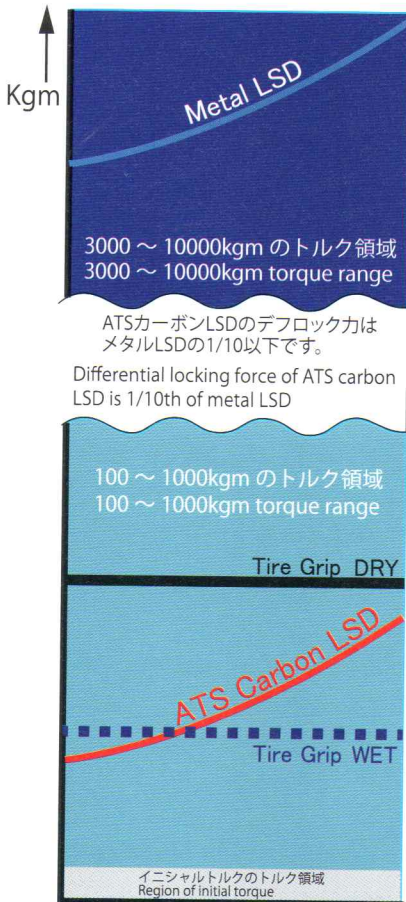 Kgm
Metal LSD
3000 ～ 10000kgm のトルク領域
3000 ～ 10000kgm torque range
ATSカーボンLSDのデフロック力は
メタルLSDの1/10以下です。
Differential locking force of ATS carbon
LSD is 1/10th of metal LSD
100 ～ 1000kgm のトルク領域
100 ～ 1000kgm torque range
Tire Grip DRY
ATS Carbon LSD
Tire Grip WET
イニシャルトルクのトルク領域
Region of initial torque